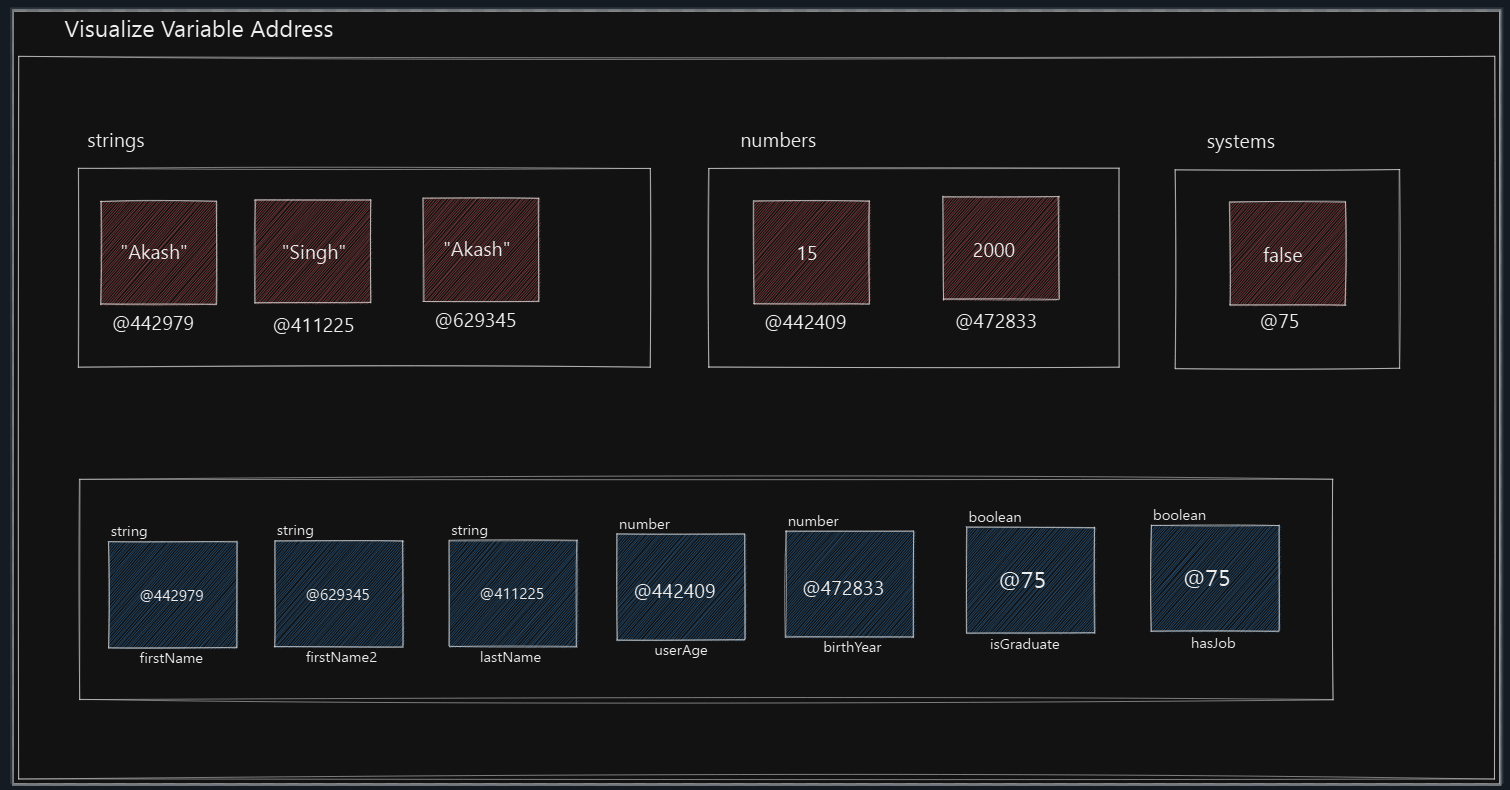 Visualize Variable Address
strings
"Akash"
@442979
"Singh"
@411225
"Akash"
@629345
numbers
15
@442409
2000
@472833
systems
false
@75
string
@442979
firstName
string
@629345
firstName2
string
@411225
lastName
number
@442409
userAge
number
@472833
birthYear
boolean
@75
isGraduate
boolean
@75
hasJob